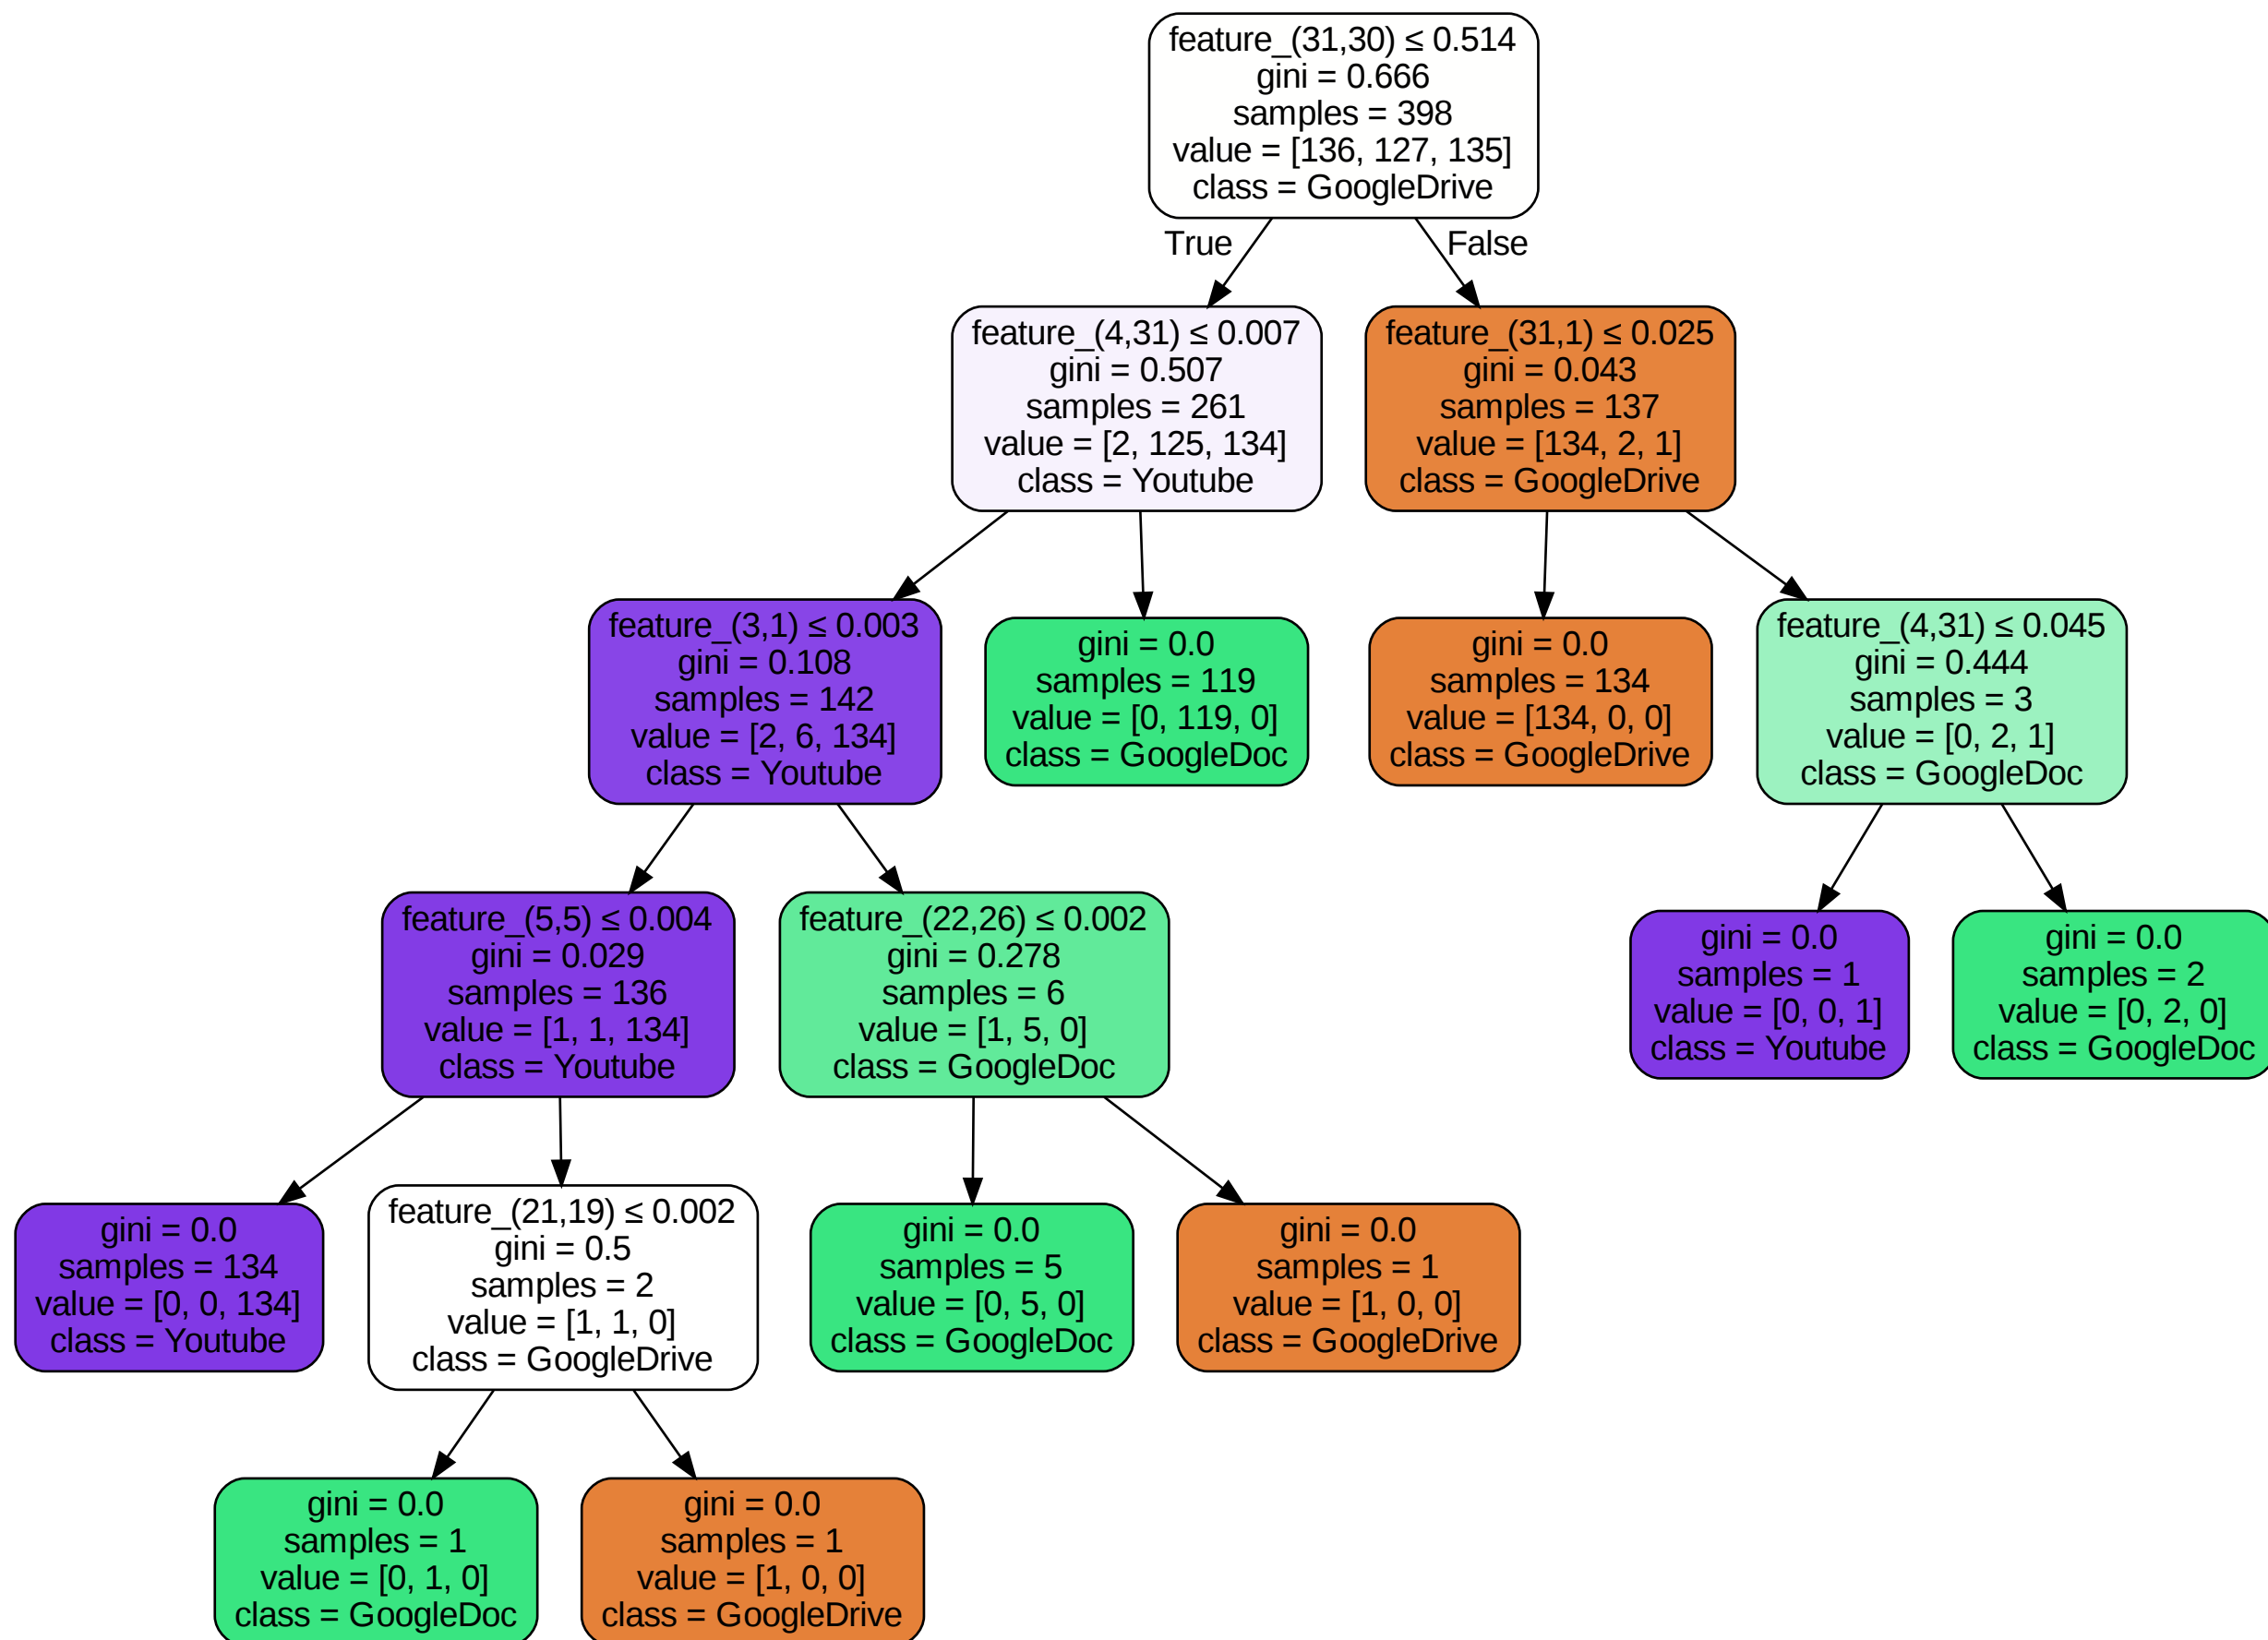 feature_(31,30) ≤ 0.514
gini = 0.666
samples = 398
value = [136, 127, 135]
class = GoogleDrive
True
False
feature_(4,31) ≤ 0.007
gini = 0.507
samples = 261
value = [2, 125, 134]
class = Youtube
feature_(31,1) ≤ 0.025
gini = 0.043
samples = 137
value = [134, 2, 1]
class = GoogleDrive
feature_(3,1) ≤ 0.003
gini = 0.108
samples = 142
value = [2, 6, 134]
class = Youtube
gini = 0.0
samples = 119
value = [0, 119, 0]
class = GoogleDoc
gini = 0.0
samples = 134
value = [134, 0, 0]
class = GoogleDrive
feature_(4,31) ≤ 0.045
gini = 0.444
samples = 3
value = [0, 2, 1]
class = GoogleDoc
feature_(5,5) ≤ 0.004
gini = 0.029
samples = 136
value = [1, 1, 134]
class = Youtube
feature_(22,26) ≤ 0.002
gini = 0.278
samples = 6
value = [1, 5, 0]
class = GoogleDoc
gini = 0.0
samples = 1
value = [0, 0, 1]
class = Youtube
gini = 0.0
samples = 2
value = [0, 2, 0]
class = GoogleDoc
gini = 0.0
samples = 134
value = [0, 0, 134]
class = Youtube
feature_(21,19) ≤ 0.002
gini = 0.5
samples = 2
value = [1, 1, 0]
class = GoogleDrive
gini = 0.0
samples = 5
value = [0, 5, 0]
class = GoogleDoc
gini = 0.0
samples = 1
value = [1, 0, 0]
class = GoogleDrive
gini = 0.0
samples = 1
value = [0, 1, 0]
class = GoogleDoc
gini = 0.0
samples = 1
value = [1, 0, 0]
class = GoogleDrive